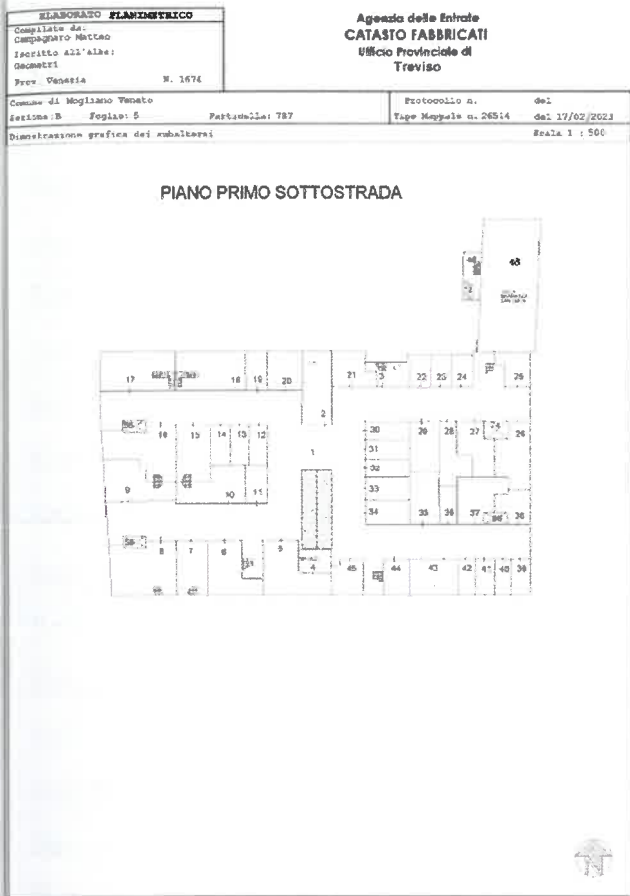 ELABORATO PLANIMETRICO
Compilato da:
Campagnaro Matteo
Iscritto all'albo:
Geometri
Prov. Venezia N. 1674
Agenzia delle Entrate
CATASTO FABBRICATI
Ufficio Provinciale di
Treviso
Comune di Mogliano Veneto
Sezione: B Foglio: 5 Particella: 787
Protocollo n. del
Tipo Mappale n. 26514 del 17/02/2023
Dimostrazione grafica dei subalterni
Scala 1 : 500
PIANO PRIMO SOTTOSTRADA
48
17 18 19 20 21 3 22 23 24 25
2
16 15 14 13 12 30 29 28 27 74 26
1 31
32
9 10 11 33
34 35 36 37 38
8 7 6 5 4 45 44 43 42 41 40 39
N